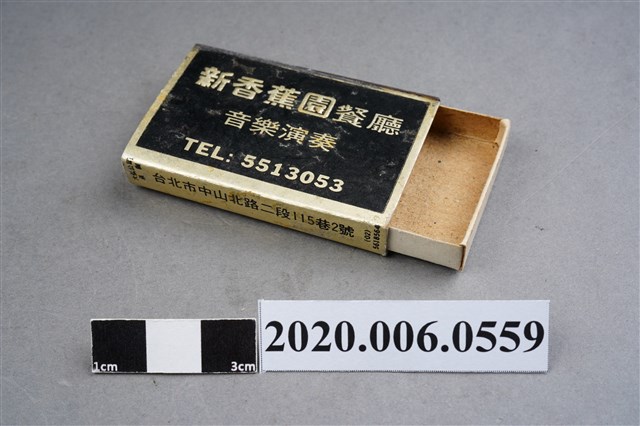 新香蕉園餐廳
音樂演奏
TEL: 5513053
台北市中山北路二段115巷2號
(02)
2020.006.0559
1cm 3cm